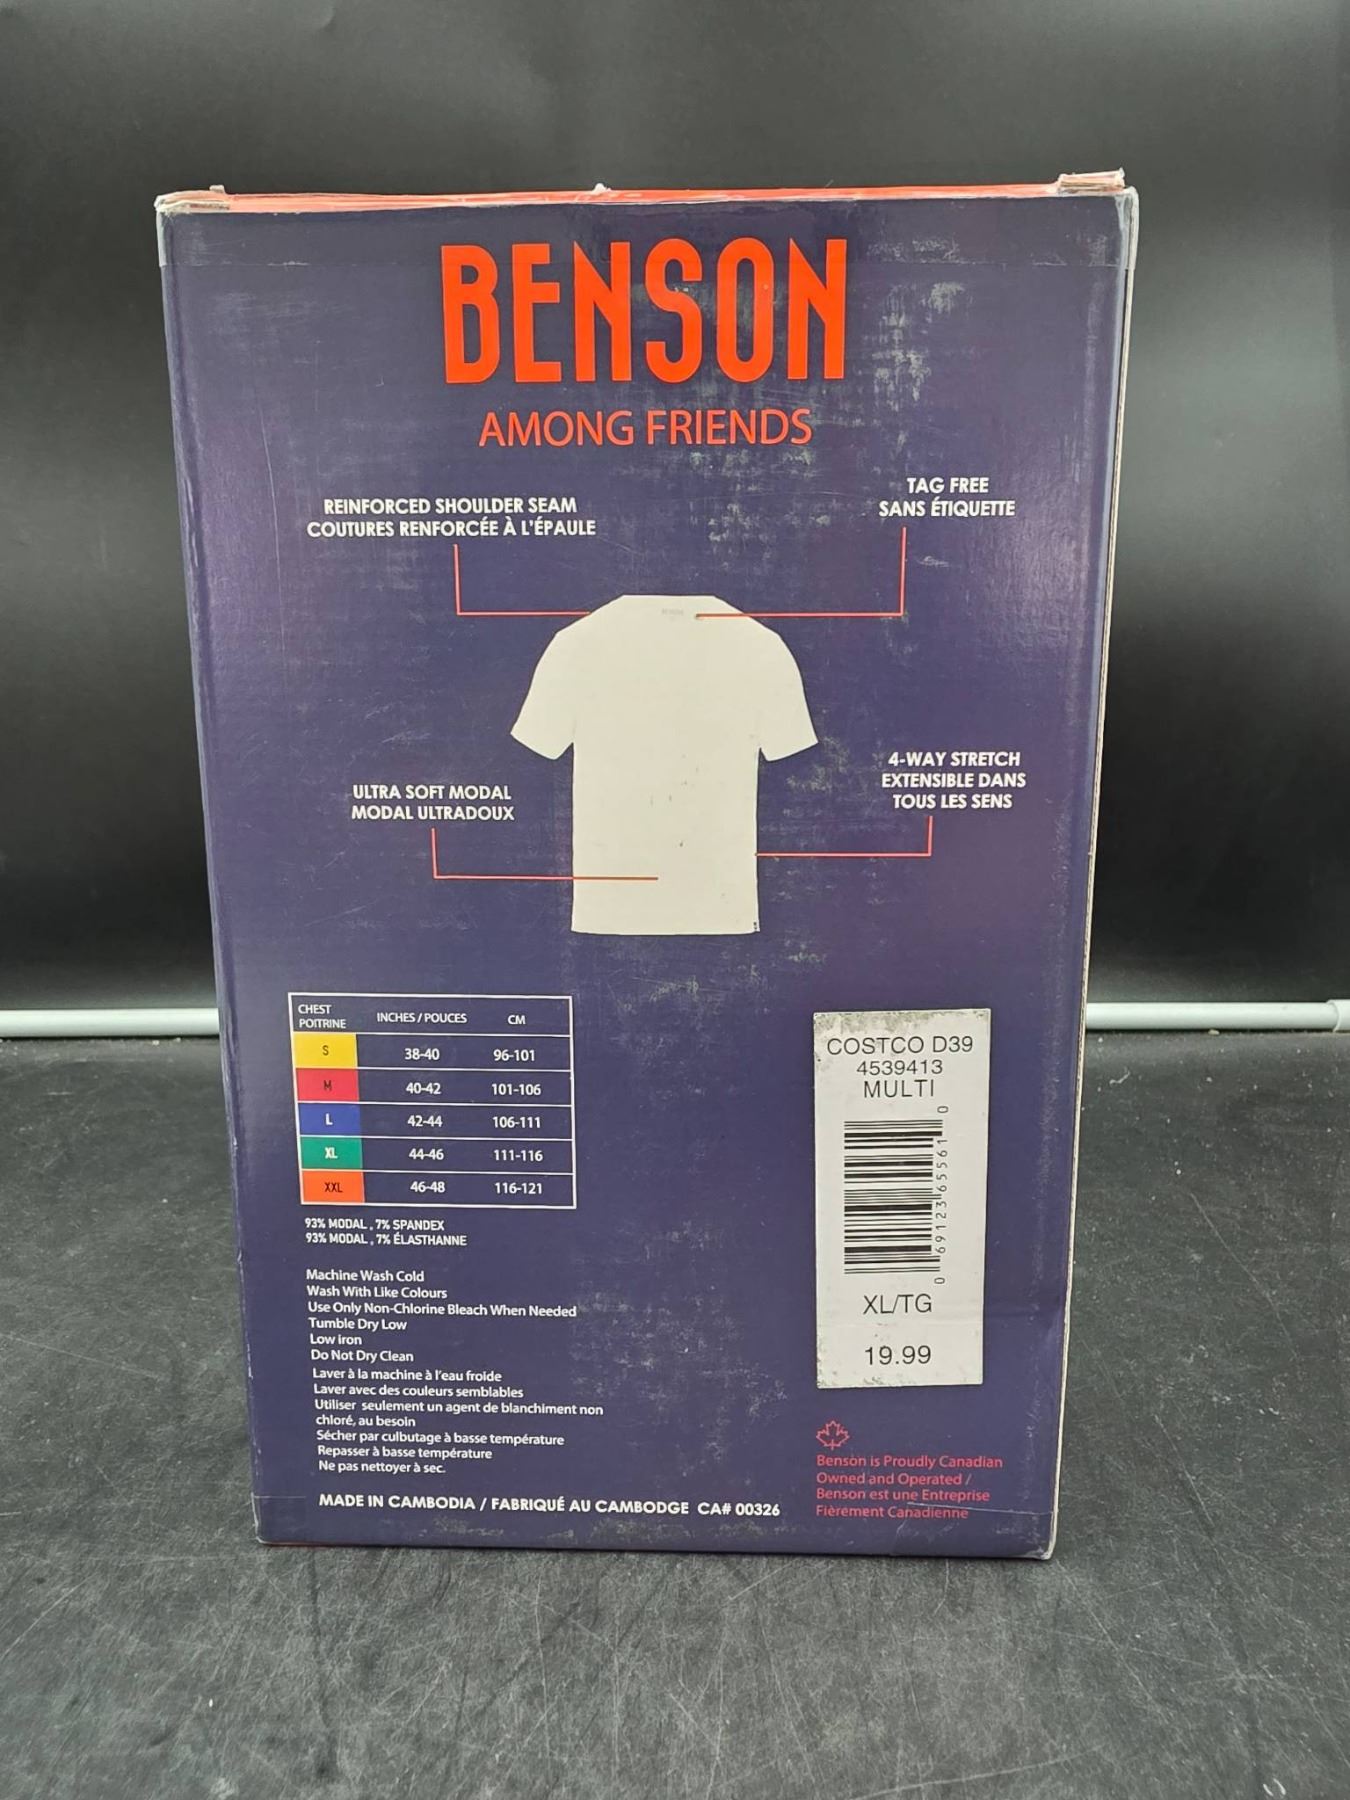 BENSON
AMONG FRIENDS
REINFORCED SHOULDER SEAM
COUTURES RENFORCÉE À L'ÉPAULE
TAG FREE
SANS ÉTIQUETTE
BENSON
ULTRA SOFT MODAL
MODAL ULTRADOUX
4-WAY STRETCH
EXTENSIBLE DANS
TOUS LES SENS
CHEST
POITRINE INCHES / POUCES CM
S 38-40 96-101
M 40-42 101-106
L 42-44 106-111
XL 44-46 111-116
XXL 46-48 116-121
93% MODAL , 7% SPANDEX
93% MODAL , 7% ÉLASTHANNE
Machine Wash Cold
Wash With Like Colours
Use Only Non-Chlorine Bleach When Needed
Tumble Dry Low
Low iron
Do Not Dry Clean
Laver à la machine à l'eau froide
Laver avec des couleurs semblables
Utiliser seulement un agent de blanchiment non
chloré, au besoin
Sécher par culbutage à basse température
Repasser à basse température
Ne pas nettoyer à sec.
MADE IN CAMBODIA / FABRIQUÉ AU CAMBODGE CA# 00326
COSTCO D39
4539413
MULTI
0 69123 65561 0
XL/TG
19.99
Benson is Proudly Canadian
Owned and Operated /
Benson est une Entreprise
Fièrement Canadienne